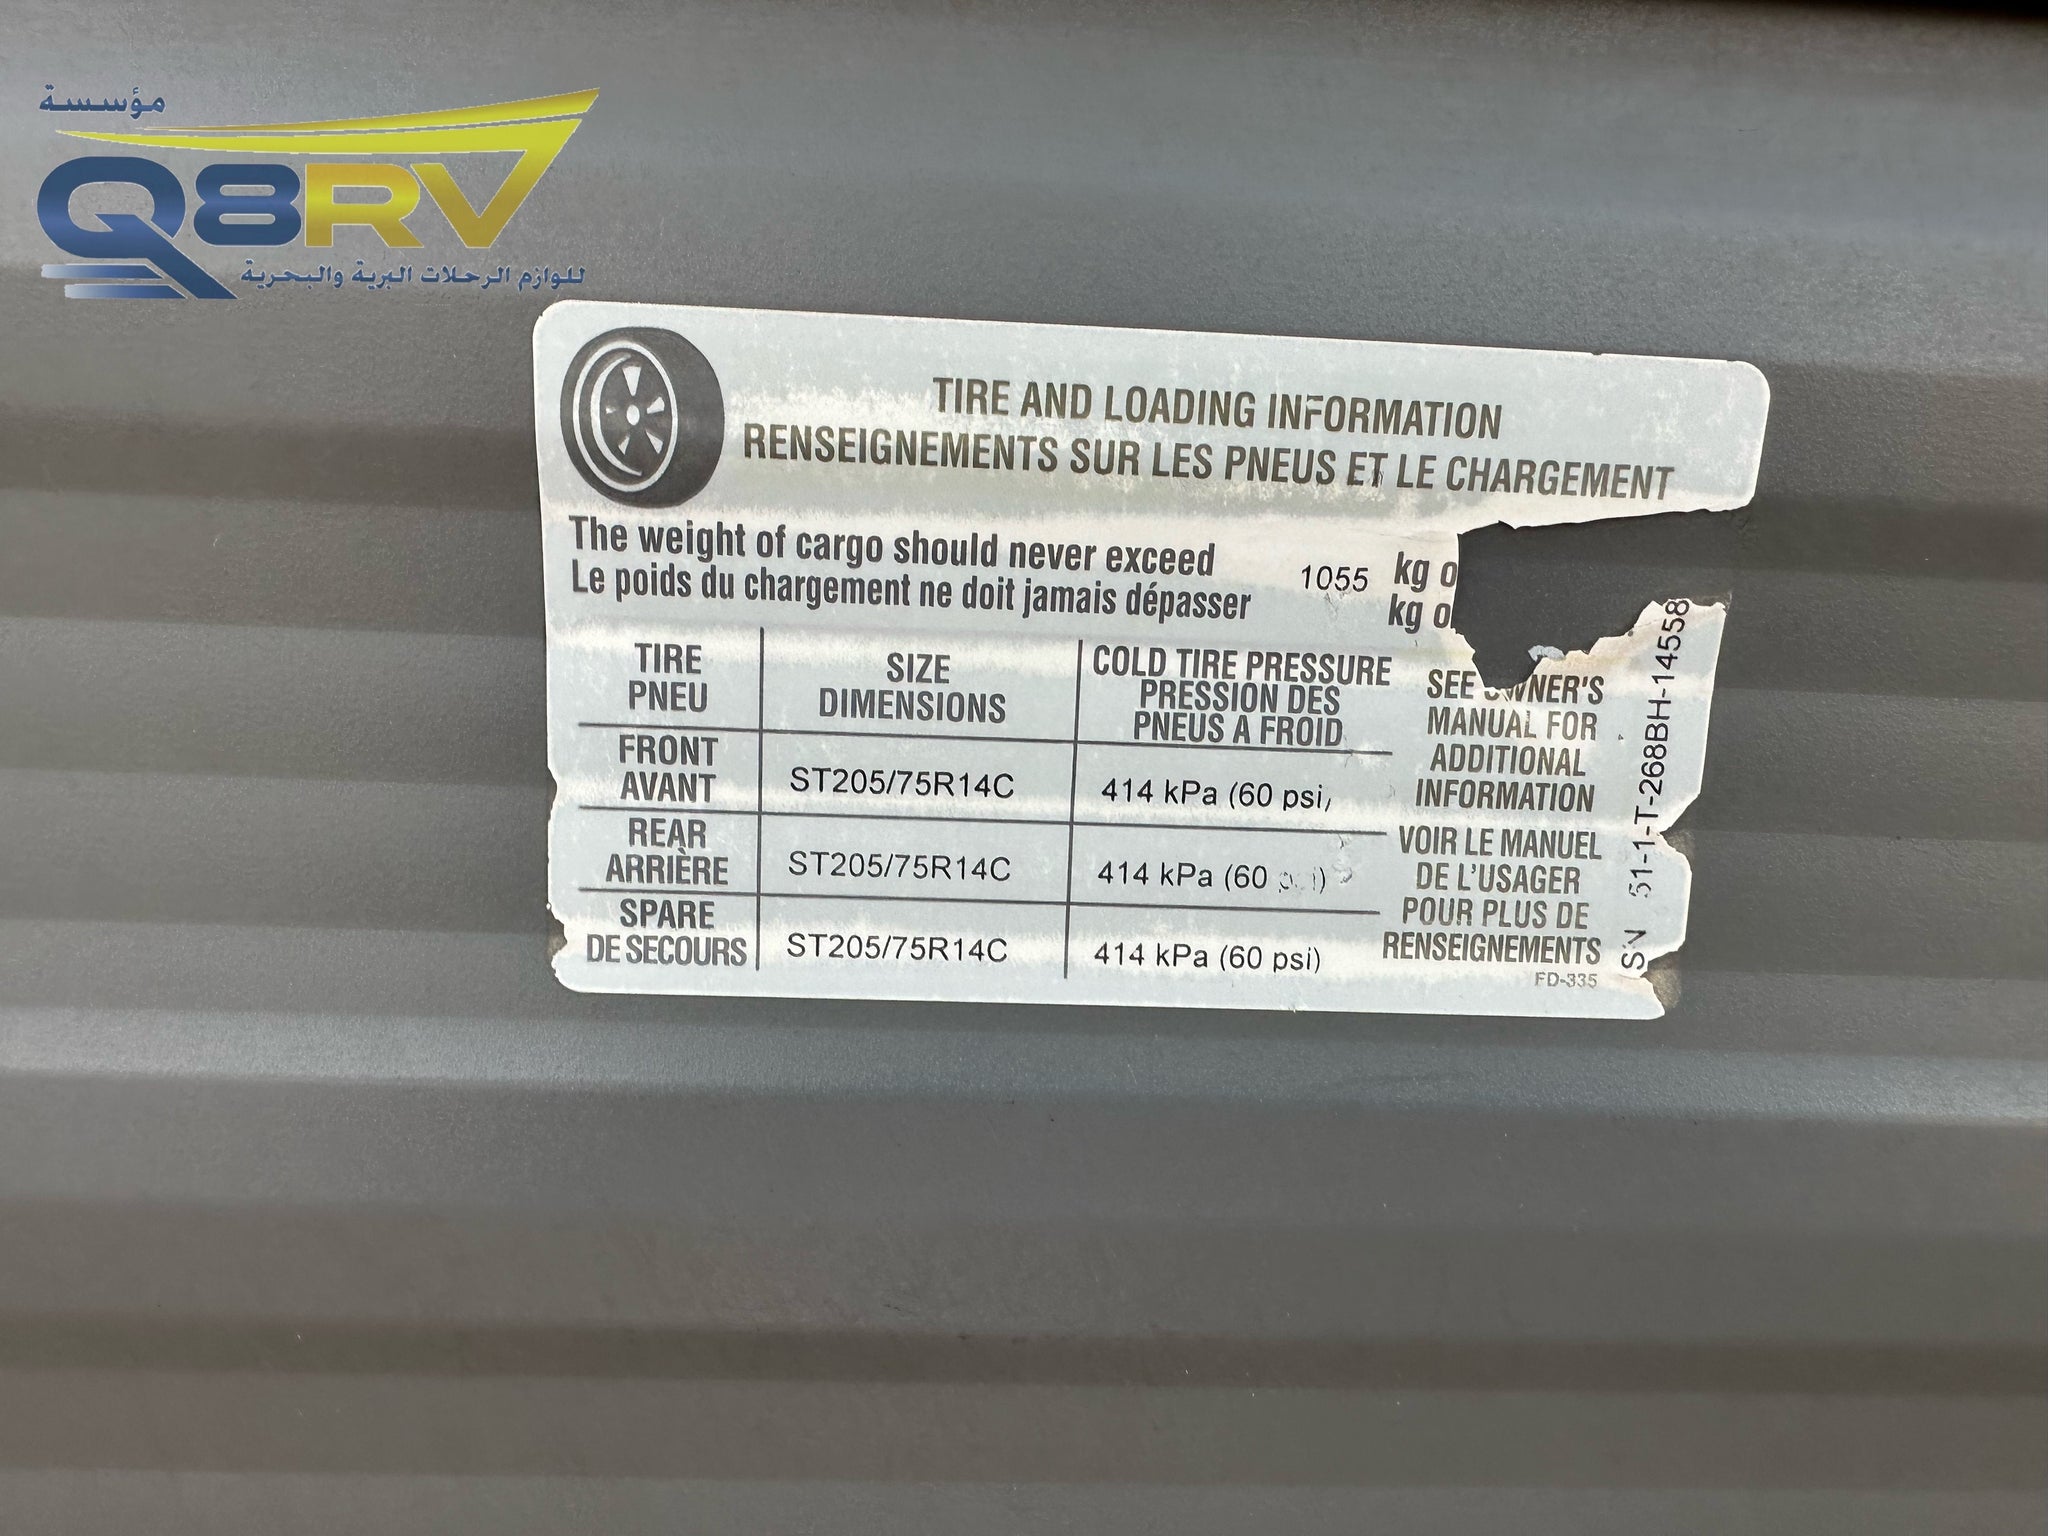 مؤسسة
Q8RV
للوازم الرحلات البرية والبحرية
TIRE AND LOADING INFORMATION
RENSEIGNEMENTS SUR LES PNEUS ET LE CHARGEMENT
The weight of cargo should never exceed 1055 kg o
Le poids du chargement ne doit jamais dépasser kg o
TIRE
PNEU
SIZE
DIMENSIONS
COLD TIRE PRESSURE
PRESSION DES
PNEUS A FROID
FRONT
AVANT
ST205/75R14C
414 kPa (60 psi)
REAR
ARRIÈRE
ST205/75R14C
414 kPa (60
SPARE
DE SECOURS
ST205/75R14C
414 kPa (60 psi)
SEE OWNER'S
MANUAL FOR
ADDITIONAL
INFORMATION
VOIR LE MANUEL
DE L'USAGER
POUR PLUS DE
RENSEIGNEMENTS
FD-335
SN 51-1-T-268BH-14558